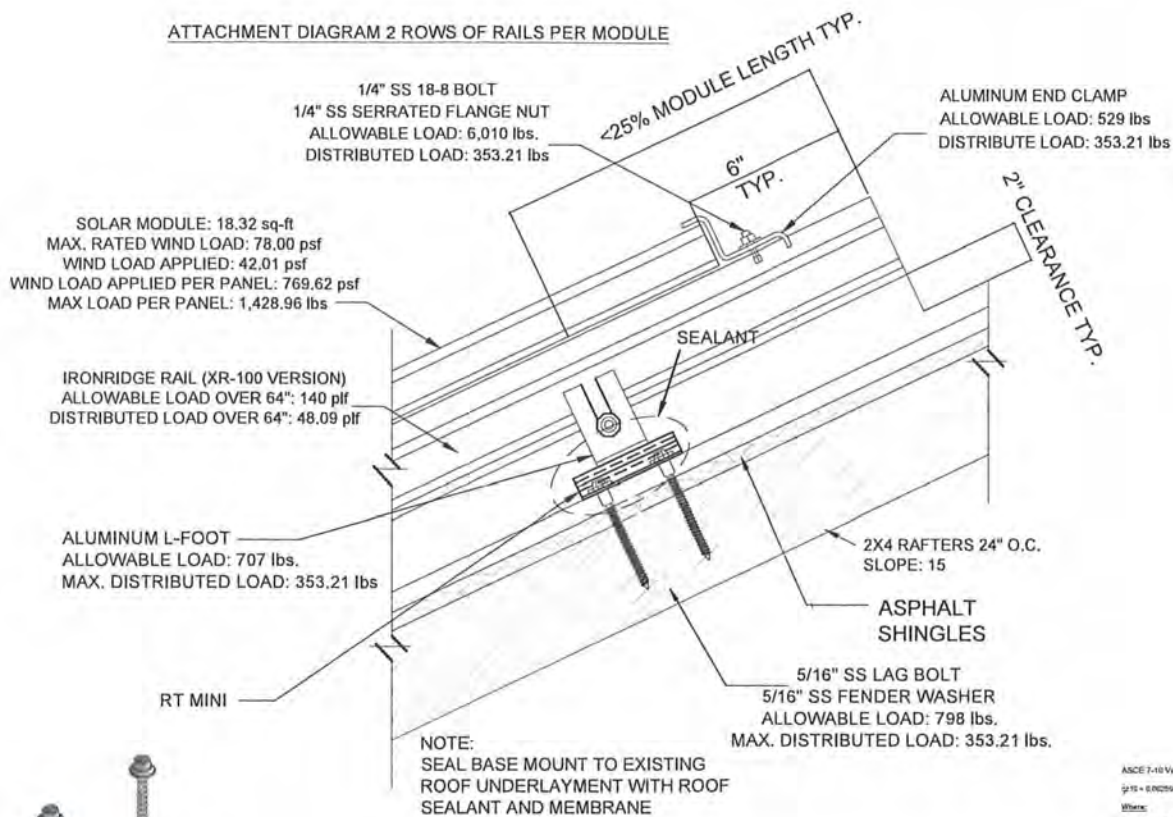 ATTACHMENT DIAGRAM 2 ROWS OF RAILS PER MODULE
1/4" SS 18-8 BOLT
1/4" SS SERRATED FLANGE NUT
ALLOWABLE LOAD: 6,010 lbs.
DISTRIBUTED LOAD: 353.21 lbs
<25% MODULE LENGTH TYP.
6"
TYP.
ALUMINUM END CLAMP
ALLOWABLE LOAD: 529 lbs
DISTRIBUTE LOAD: 353.21 lbs
2" CLEARANCE TYP.
SOLAR MODULE: 18.32 sq-ft
MAX. RATED WIND LOAD: 78.00 psf
WIND LOAD APPLIED: 42.01 psf
WIND LOAD APPLIED PER PANEL: 769.62 psf
MAX LOAD PER PANEL: 1,428.96 lbs
SEALANT
IRONRIDGE RAIL (XR-100 VERSION)
ALLOWABLE LOAD OVER 64": 140 plf
DISTRIBUTED LOAD OVER 64": 48.09 plf
ALUMINUM L-FOOT
ALLOWABLE LOAD: 707 lbs.
MAX. DISTRIBUTED LOAD: 353.21 lbs
2X4 RAFTERS 24" O.C.
SLOPE: 15
ASPHALT
SHINGLES
RT MINI
5/16" SS LAG BOLT
5/16" SS FENDER WASHER
ALLOWABLE LOAD: 798 lbs.
MAX. DISTRIBUTED LOAD: 353.21 lbs.
NOTE:
SEAL BASE MOUNT TO EXISTING
ROOF UNDERLAYMENT WITH ROOF
SEALANT AND MEMBRANE
ASCE 7-10
Where: